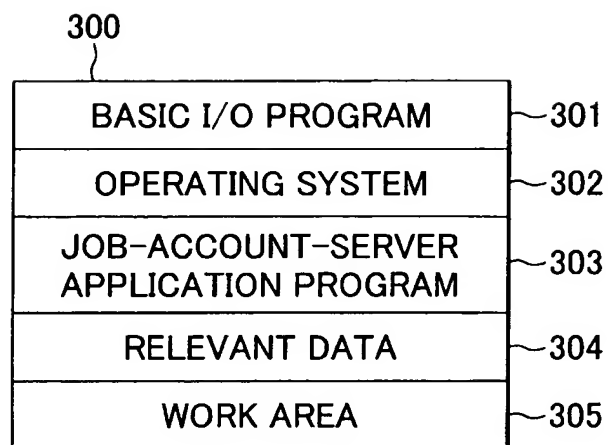 300
BASIC I/O PROGRAM 301
OPERATING SYSTEM 302
JOB-ACCOUNT-SERVER
APPLICATION PROGRAM 303
RELEVANT DATA 304
WORK AREA 305